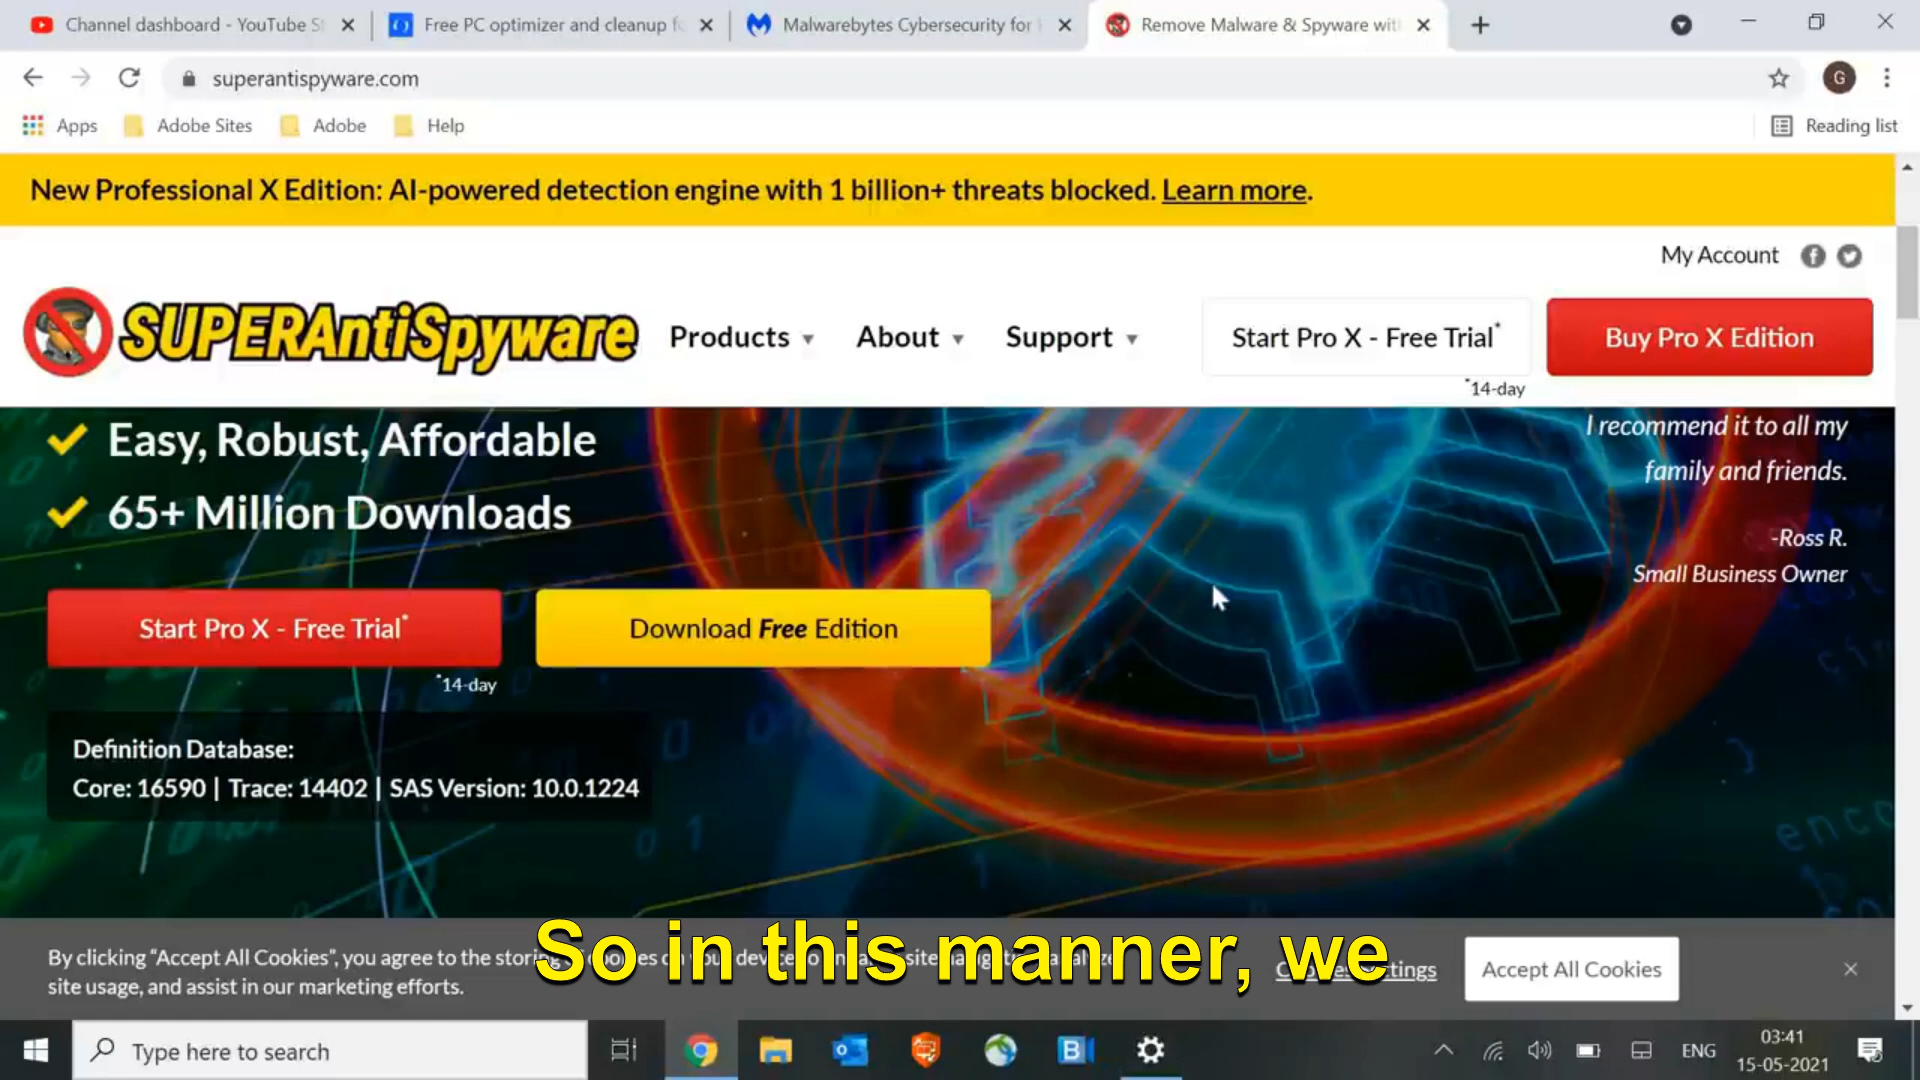 Channel dashboard - YouTube St
Free PC optimizer and cleanup fo
Malwarebytes Cybersecurity for
Remove Malware & Spyware with
superantispyware.com
G
Apps
Adobe Sites
Adobe
Help
Reading list
New Professional X Edition: AI-powered detection engine with 1 billion+ threats blocked. Learn more.
My Account
SUPERAntiSpyware
Products
About
Support
Start Pro X - Free Trial*
*14-day
Buy Pro X Edition
Easy, Robust, Affordable
65+ Million Downloads
I recommend it to all my
family and friends.
-Ross R.
Small Business Owner
Start Pro X - Free Trial*
*14-day
Download Free Edition
Definition Database:
Core: 16590 | Trace: 14402 | SAS Version: 10.0.1224
So in this manner, we
By clicking “Accept All Cookies”, you agree to the storing
site usage, and assist in our marketing efforts.
Accept All Cookies
Type here to search
ENG
03:41
15-05-2021